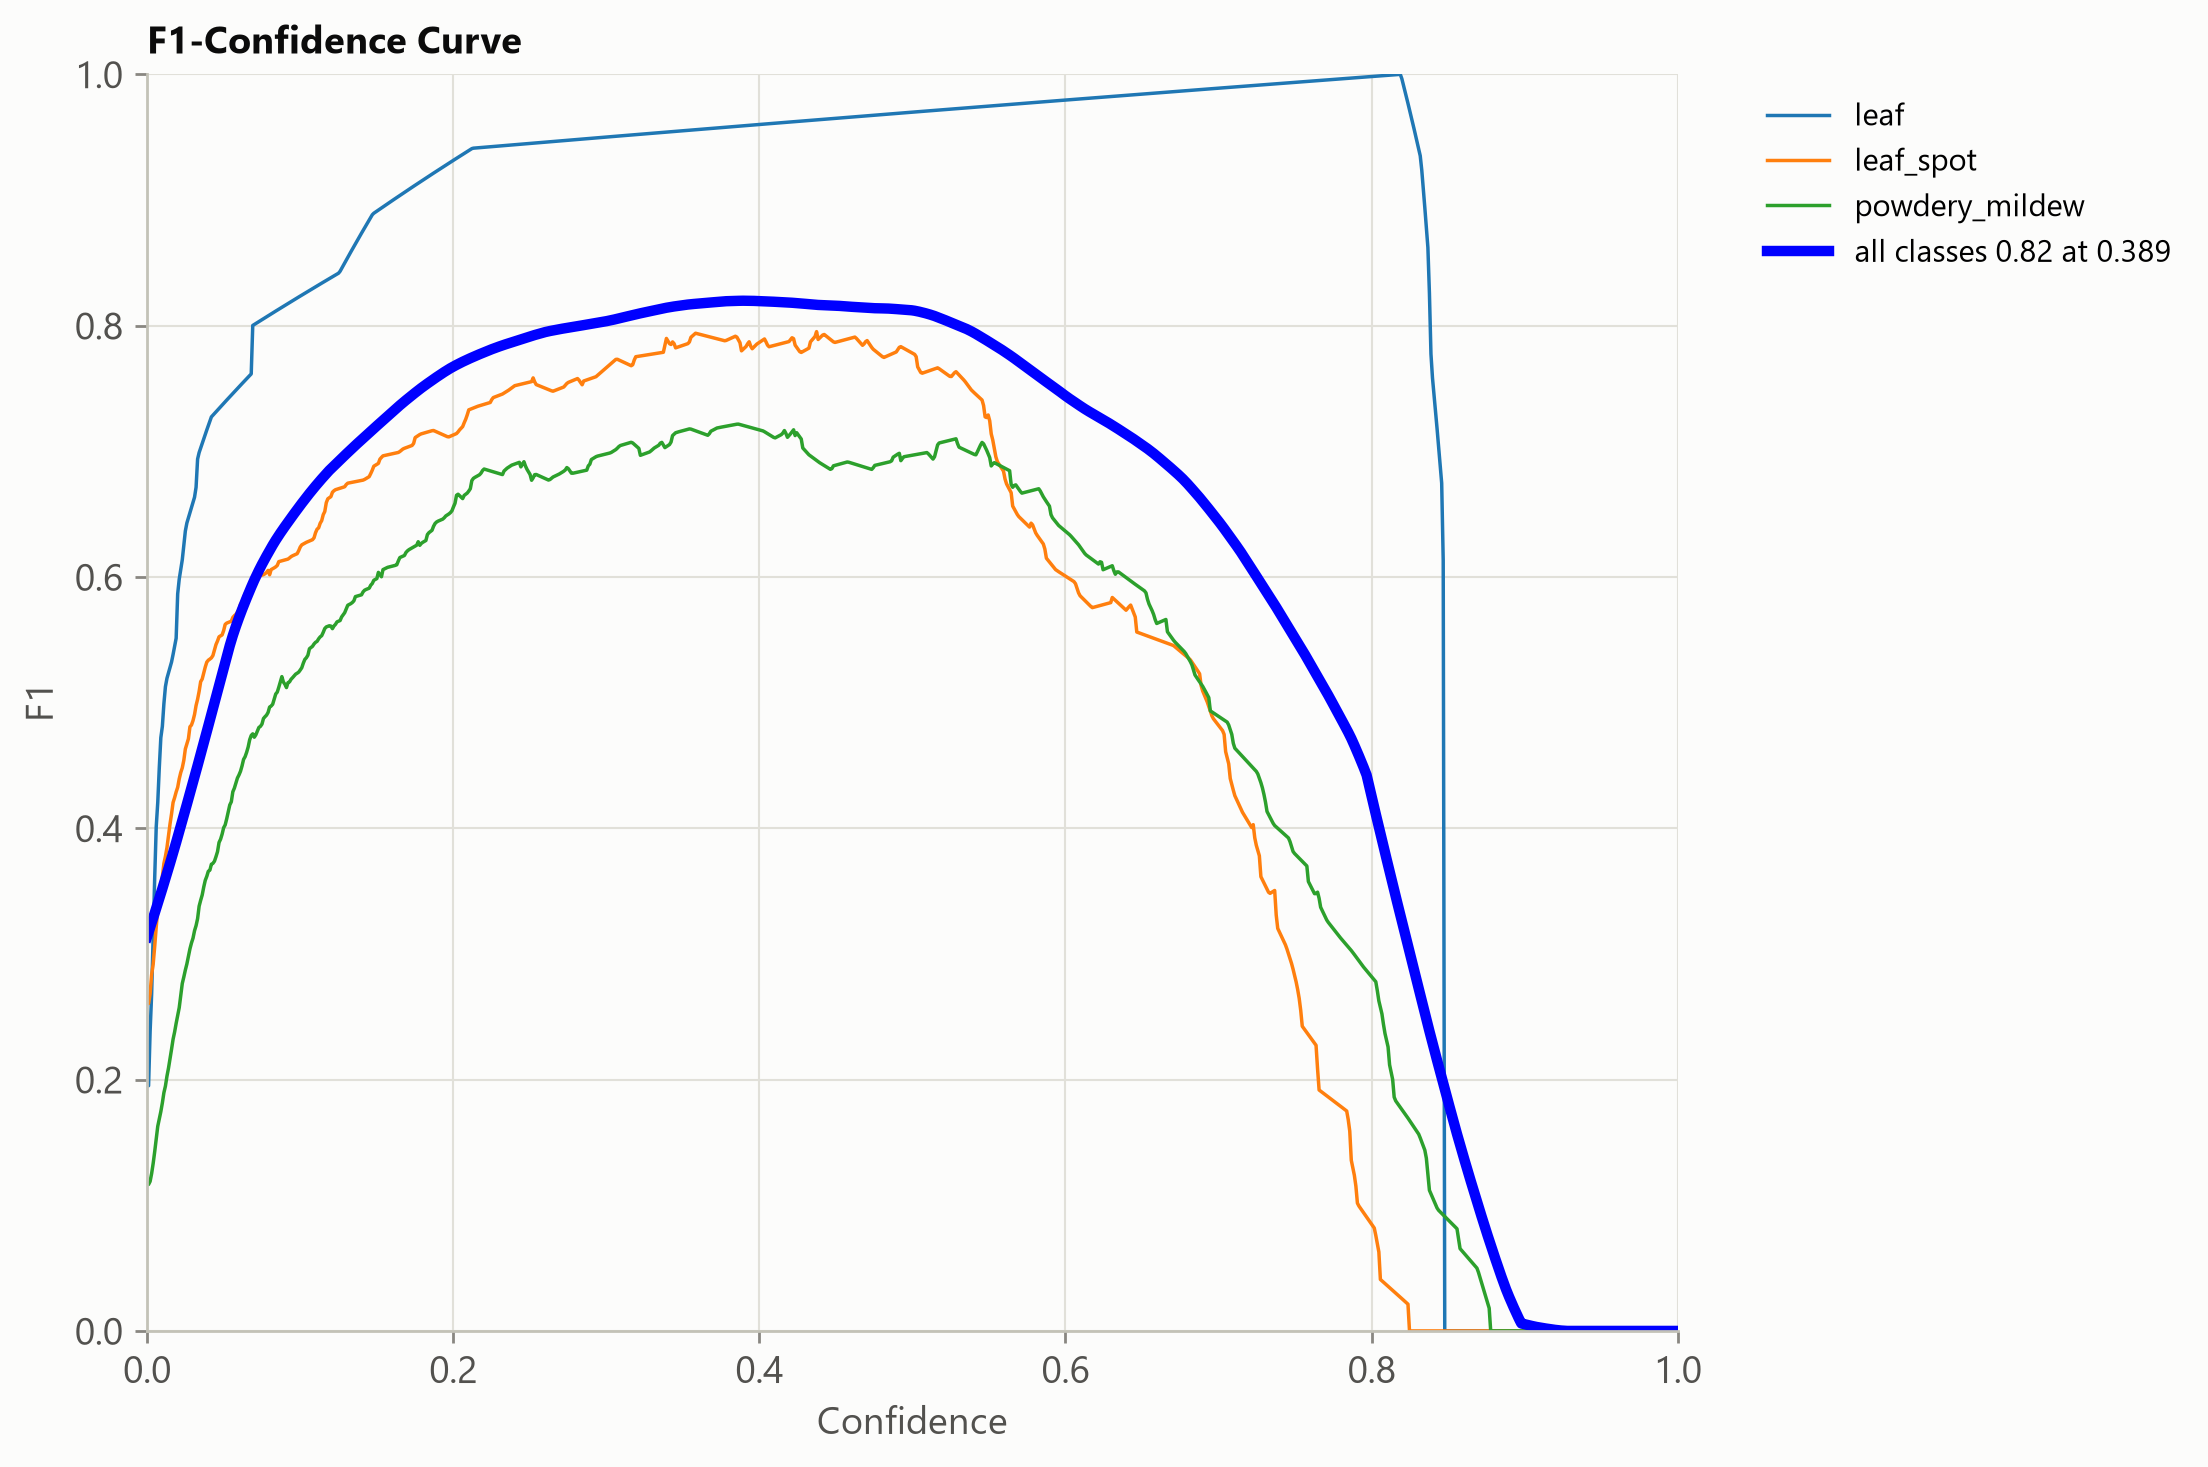 F1-Confidence Curve
1.0
0.8
0.6
0.4
0.2
0.0
F1
0.0 0.2 0.4 0.6 0.8 1.0
Confidence
leaf
leaf_spot
powdery_mildew
all classes 0.82 at 0.389